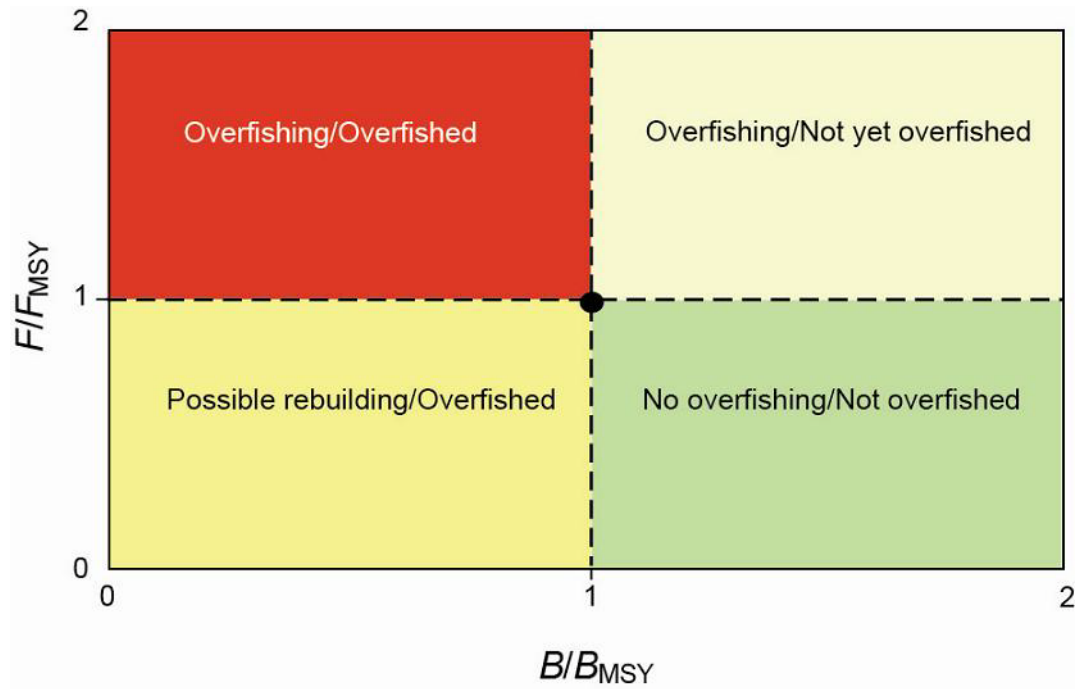 2
Overfishing/Overfished
Overfishing/Not yet overfished
F/FMSY
1
Possible rebuilding/Overfished
No overfishing/Not overfished
0
0
1
2
B/BMSY